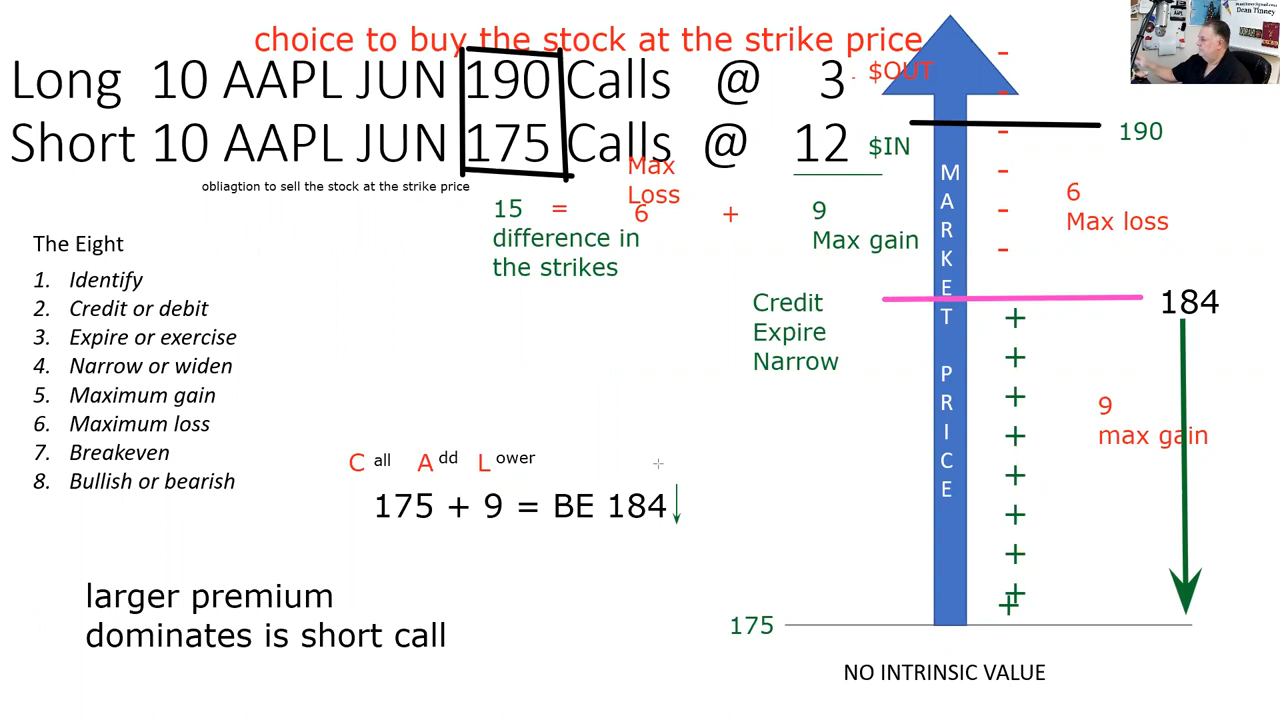 choice to buy the stock at the strike price
Long 10 AAPL JUN 190 Calls @ 3 $OUT
Short 10 AAPL JUN 175 Calls @ 12 $IN
obliagtion to sell the stock at the strike price
15 = Max Loss 6 + 9
difference in the strikes
Max gain
The Eight
1. Identify
2. Credit or debit
3. Expire or exercise
4. Narrow or widen
5. Maximum gain
6. Maximum loss
7. Breakeven
8. Bullish or bearish
Credit
Expire
Narrow
C all A dd L ower
175 + 9 = BE 184
larger premium
dominates is short call
MARKET PRICE
190
6
Max loss
184
9
max gain
175
NO INTRINSIC VALUE
Dean Tinney